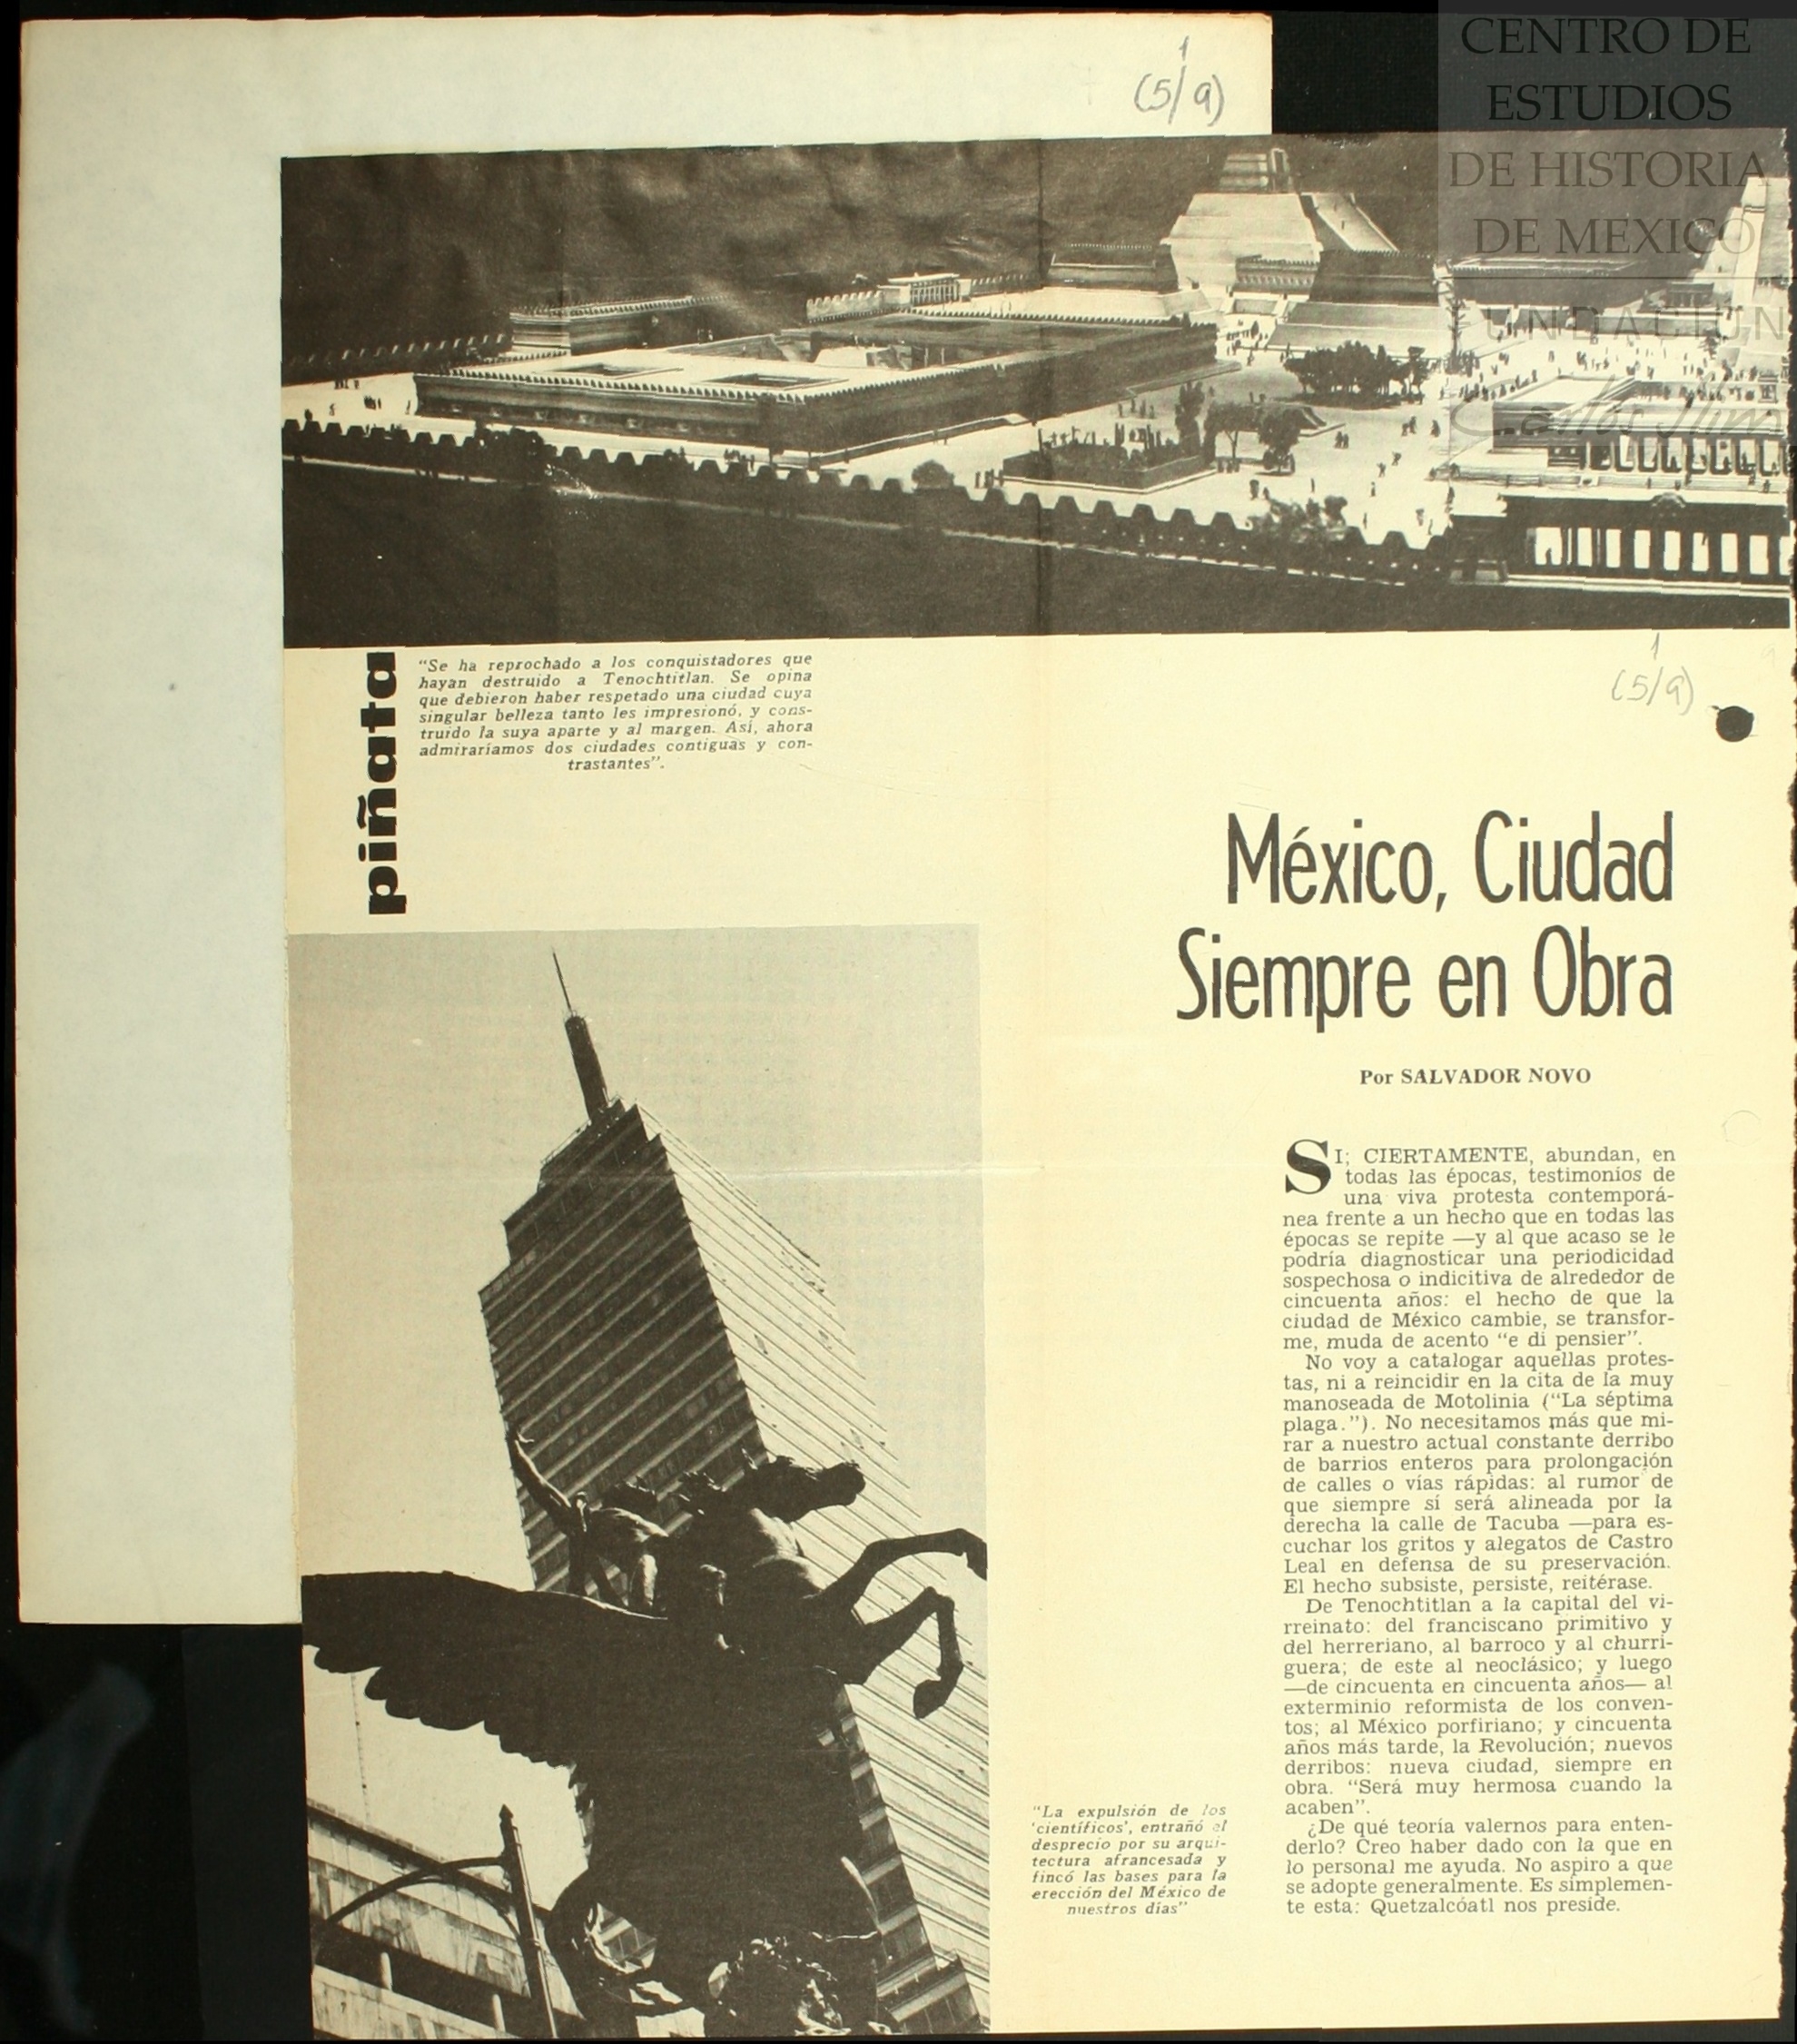 CENTRO DE
ESTUDIOS
DE HISTORIA
DE MEXICO
FUNDACIÓN
Carlos Slim
1
(5/9)
piñata
"Se ha reprochado a los conquistadores que
hayan destruido a Tenochtitlan. Se opina
que debieron haber respetado una ciudad cuya
singular belleza tanto les impresionó, y cons-
truido la suya aparte y al margen. Así, ahora
admiraríamos dos ciudades contiguas y con-
trastantes".
1
(5/9)
México, Ciudad
Siempre en Obra
Por SALVADOR NOVO
SI; CIERTAMENTE, abundan, en
todas las épocas, testimonios de
una viva protesta contemporá-
nea frente a un hecho que en todas las
épocas se repite —y al que acaso se le
podría diagnosticar una periodicidad
sospechosa o indicitiva de alrededor de
cincuenta años: el hecho de que la
ciudad de México cambie, se transfor-
me, muda de acento "e di pensier".
No voy a catalogar aquellas protes-
tas, ni a reincidir en la cita de la muy
manoseada de Motolinia ("La séptima
plaga."). No necesitamos más que mi-
rar a nuestro actual constante derribo
de barrios enteros para prolongación
de calles o vías rápidas: al rumor de
que siempre sí será alineada por la
derecha la calle de Tacuba —para es-
cuchar los gritos y alegatos de Castro
Leal en defensa de su preservación.
El hecho subsiste, persiste, reitérase.
De Tenochtitlan a la capital del vi-
rreinato: del franciscano primitivo y
del herreriano, al barroco y al churri-
guera; de este al neoclásico; y luego
—de cincuenta en cincuenta años— al
exterminio reformista de los conven-
tos; al México porfiriano; y cincuenta
años más tarde, la Revolución; nuevos
derribos: nueva ciudad, siempre en
obra. "Será muy hermosa cuando la
acaben".
¿De qué teoría valernos para enten-
derlo? Creo haber dado con la que en
lo personal me ayuda. No aspiro a que
se adopte generalmente. Es simplemen-
te esta: Quetzalcóatl nos preside.
"La expulsión de los
'científicos', entrañó el
desprecio por su arqui-
tectura afrancesada y
fincó las bases para la
erección del México de
nuestros días"